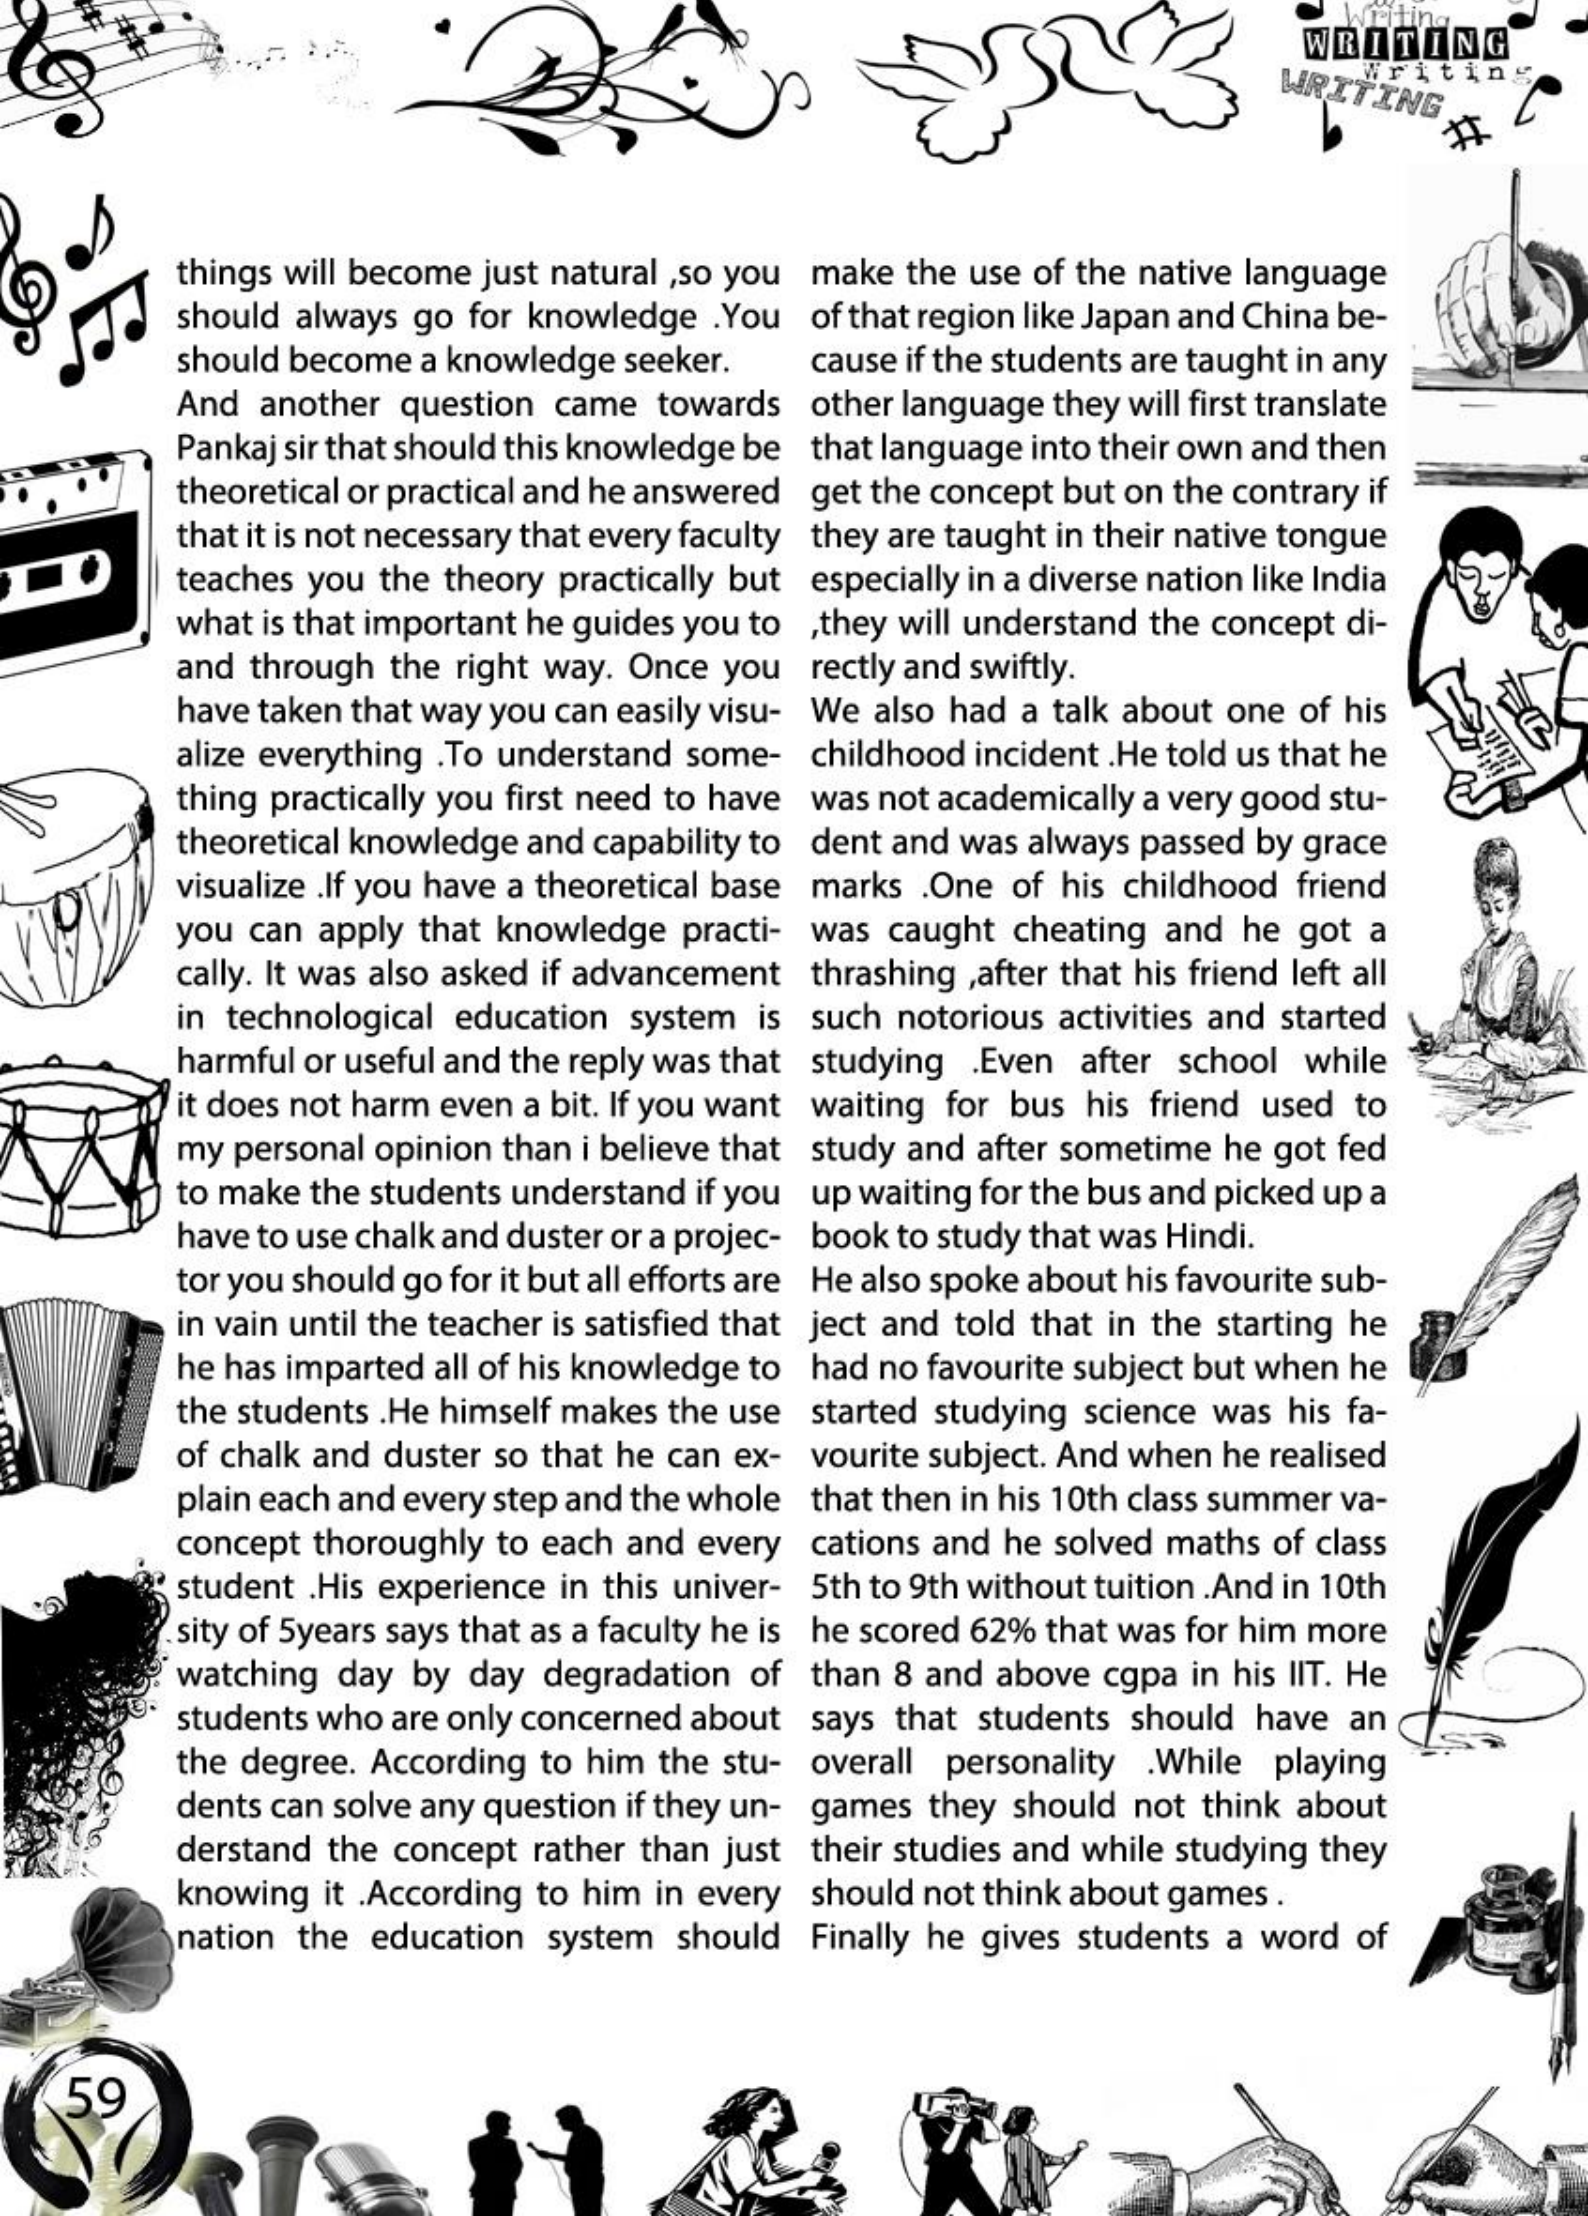 Writing
WRITING
Writing
WRITING
things will become just natural ,so you
should always go for knowledge .You
should become a knowledge seeker.
And another question came towards
Pankaj sir that should this knowledge be
theoretical or practical and he answered
that it is not necessary that every faculty
teaches you the theory practically but
what is that important he guides you to
and through the right way. Once you
have taken that way you can easily visu-
alize everything .To understand some-
thing practically you first need to have
theoretical knowledge and capability to
visualize .If you have a theoretical base
you can apply that knowledge practi-
cally. It was also asked if advancement
in technological education system is
harmful or useful and the reply was that
it does not harm even a bit. If you want
my personal opinion than i believe that
to make the students understand if you
have to use chalk and duster or a projec-
tor you should go for it but all efforts are
in vain until the teacher is satisfied that
he has imparted all of his knowledge to
the students .He himself makes the use
of chalk and duster so that he can ex-
plain each and every step and the whole
concept thoroughly to each and every
student .His experience in this univer-
sity of 5years says that as a faculty he is
watching day by day degradation of
students who are only concerned about
the degree. According to him the stu-
dents can solve any question if they un-
derstand the concept rather than just
knowing it .According to him in every
nation the education system should
make the use of the native language
of that region like Japan and China be-
cause if the students are taught in any
other language they will first translate
that language into their own and then
get the concept but on the contrary if
they are taught in their native tongue
especially in a diverse nation like India
,they will understand the concept di-
rectly and swiftly.
We also had a talk about one of his
childhood incident .He told us that he
was not academically a very good stu-
dent and was always passed by grace
marks .One of his childhood friend
was caught cheating and he got a
thrashing ,after that his friend left all
such notorious activities and started
studying .Even after school while
waiting for bus his friend used to
study and after sometime he got fed
up waiting for the bus and picked up a
book to study that was Hindi.
He also spoke about his favourite sub-
ject and told that in the starting he
had no favourite subject but when he
started studying science was his fa-
vourite subject. And when he realised
that then in his 10th class summer va-
cations and he solved maths of class
5th to 9th without tuition .And in 10th
he scored 62% that was for him more
than 8 and above cgpa in his IIT. He
says that students should have an
overall personality .While playing
games they should not think about
their studies and while studying they
should not think about games .
Finally he gives students a word of
59